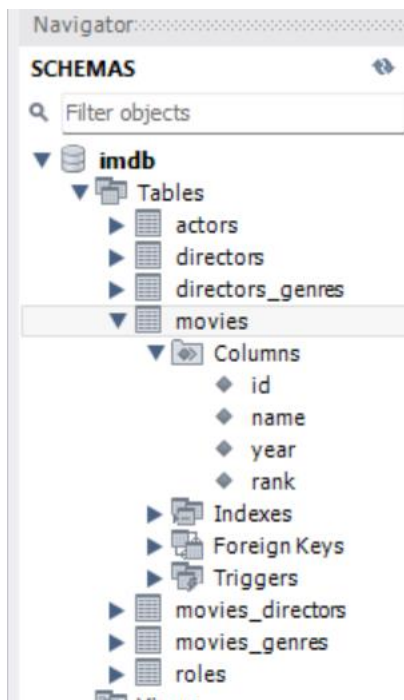 Navigator
SCHEMAS
Filter objects
imdb
Tables
actors
directors
directors_genres
movies
Columns
id
name
year
rank
Indexes
Foreign Keys
Triggers
movies_directors
movies_genres
roles